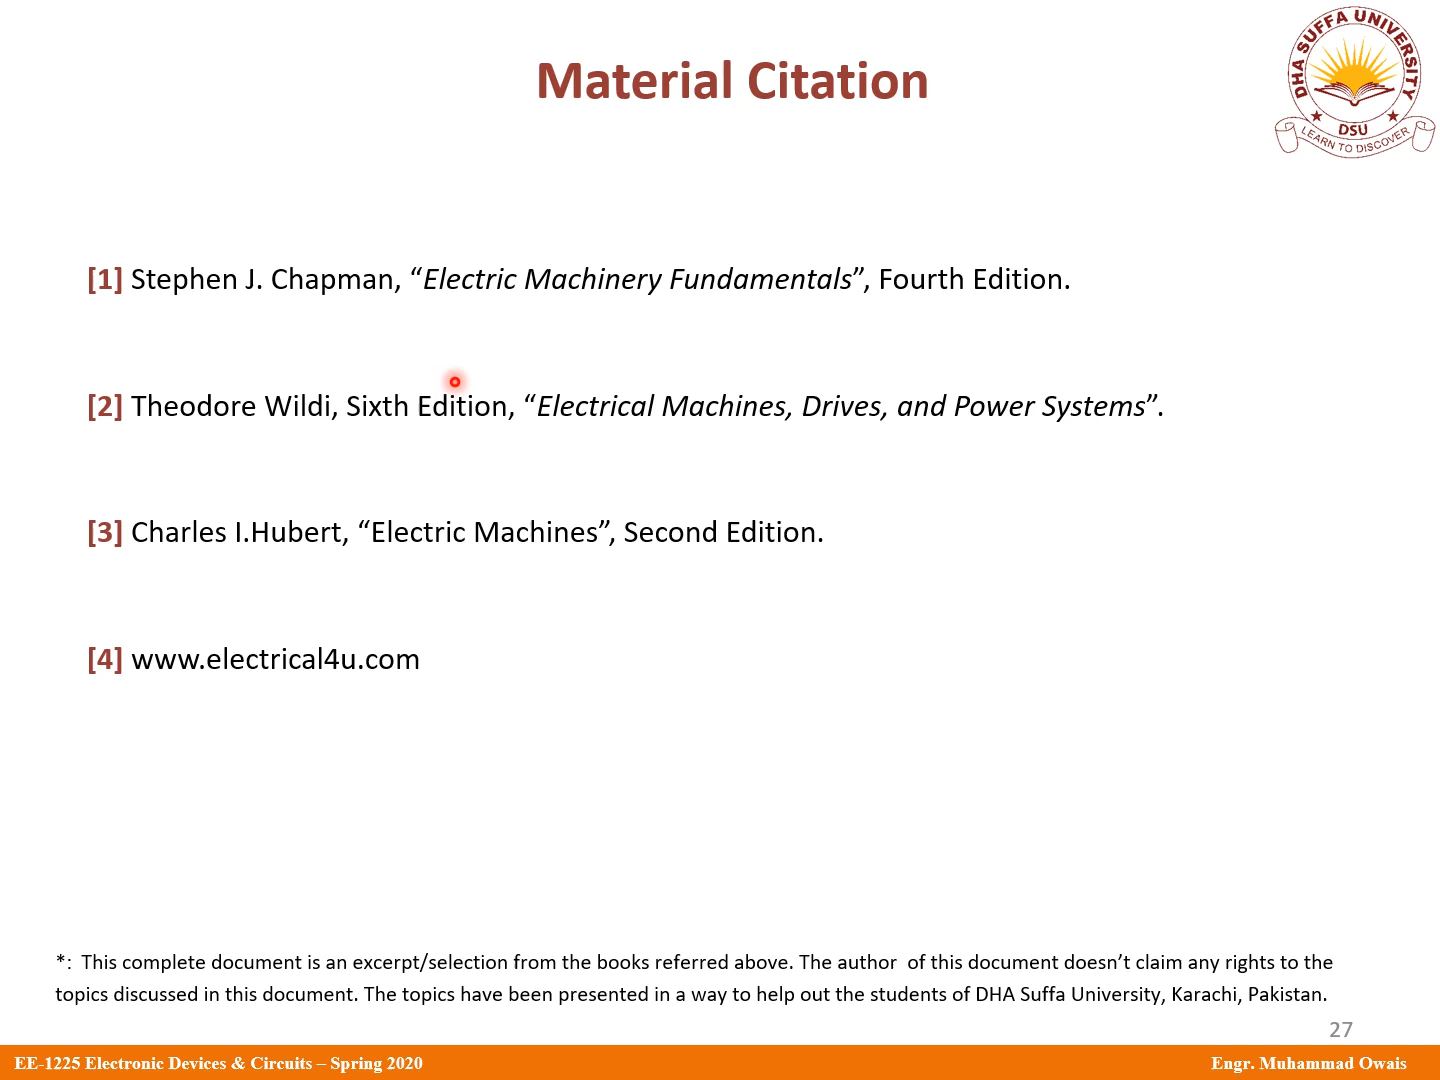 Material Citation
DHA SUFFA UNIVERSITY
DSU
LEARN TO DISCOVER
[1] Stephen J. Chapman, “Electric Machinery Fundamentals”, Fourth Edition.
[2] Theodore Wildi, Sixth Edition, “Electrical Machines, Drives, and Power Systems”.
[3] Charles I.Hubert, “Electric Machines”, Second Edition.
[4] www.electrical4u.com
*: This complete document is an excerpt/selection from the books referred above. The author of this document doesn’t claim any rights to the
topics discussed in this document. The topics have been presented in a way to help out the students of DHA Suffa University, Karachi, Pakistan.
27
EE-1225 Electronic Devices & Circuits – Spring 2020 Engr. Muhammad Owais